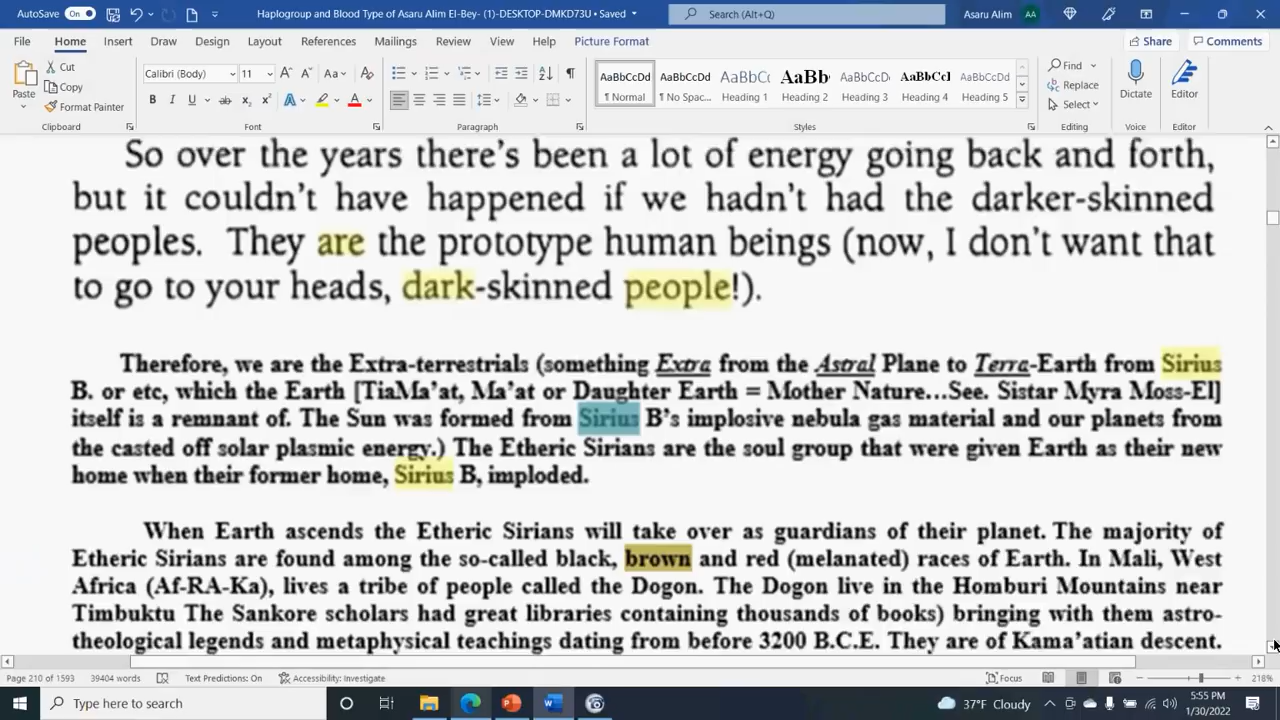 AutoSave On Haplogroup and Blood Type of Asaru Alim El-Bey- (1)-DESKTOP-DMKD73U • Saved Search (Alt+Q) Asaru Alim AA
File Home Insert Draw Design Layout References Mailings Review View Help Picture Format Share Comments
Paste Cut Copy Format Painter Calibri (Body) 11 Find Replace Select Dictate Editor
AaBbCcDd AaBbCcDd AaBbCc AaBb AaBbCcDd AaBbCcI AaBbCcDd
¶ Normal ¶ No Spac... Heading 1 Heading 2 Heading 3 Heading 4 Heading 5
Clipboard Font Paragraph Styles Editing Voice Editor
So over the years there's been a lot of energy going back and forth,
but it couldn't have happened if we hadn't had the darker-skinned
peoples. They are the prototype human beings (now, I don't want that
to go to your heads, dark-skinned people!).
Therefore, we are the Extra-terrestrials (something Extra from the Astral Plane to Terra-Earth from Sirius
B. or etc, which the Earth [TiaMa'at, Ma'at or Daughter Earth = Mother Nature...See. Sistar Myra Moss-El]
itself is a remnant of. The Sun was formed from Sirius B's implosive nebula gas material and our planets from
the casted off solar plasmic energy.) The Etheric Sirians are the soul group that were given Earth as their new
home when their former home, Sirius B, imploded.
When Earth ascends the Etheric Sirians will take over as guardians of their planet. The majority of
Etheric Sirians are found among the so-called black, brown and red (melanated) races of Earth. In Mali, West
Africa (Af-RA-Ka), lives a tribe of people called the Dogon. The Dogon live in the Homburi Mountains near
Timbuktu The Sankore scholars had great libraries containing thousands of books) bringing with them astro-
theological legends and metaphysical teachings dating from before 3200 B.C.E. They are of Kama'atian descent.
Page 210 of 1593 39404 words Text Predictions: On Accessibility: Investigate Focus 218%
Type here to search 37°F Cloudy 5:55 PM
1/30/2022